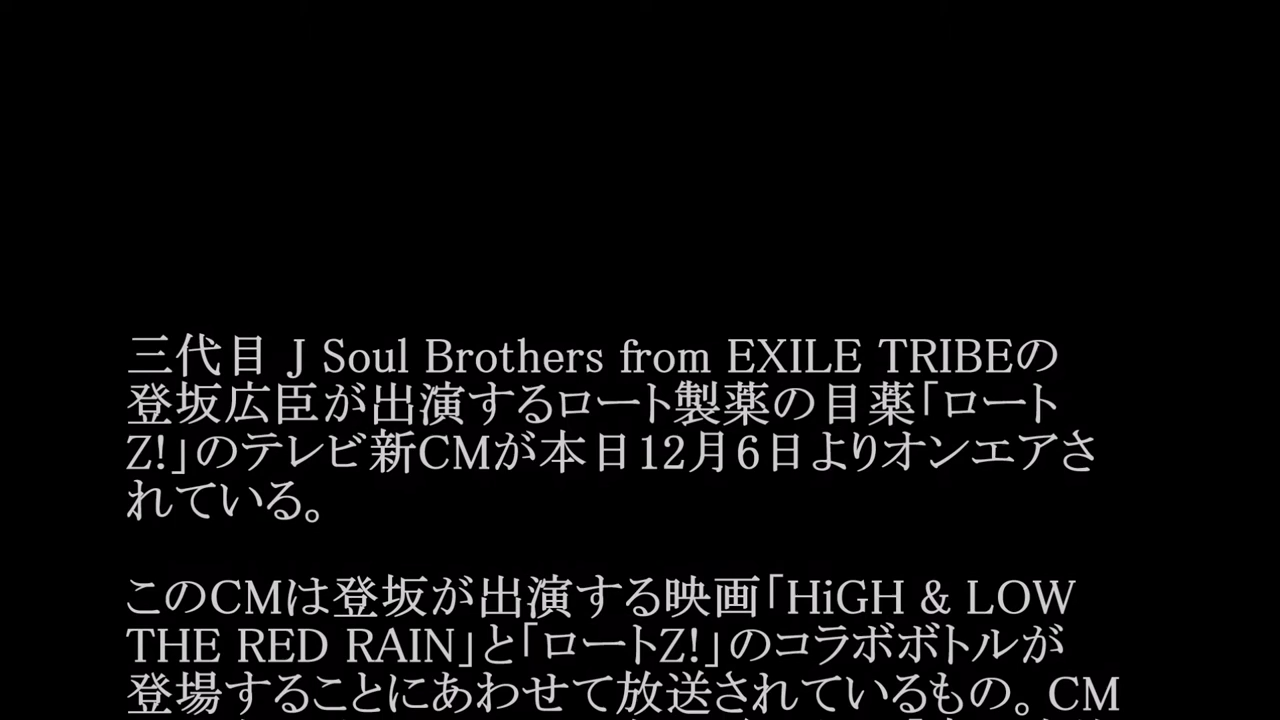 三代目 J Soul Brothers from EXILE TRIBEの
登坂広臣が出演するロート製薬の目薬「ロート
Z!」のテレビ新CMが本日12月6日よりオンエアさ
れている。
このCMは登坂が出演する映画「HiGH & LOW
THE RED RAIN」と「ロートZ!」のコラボボトルが
登場することにあわせて放送されているもの。CM